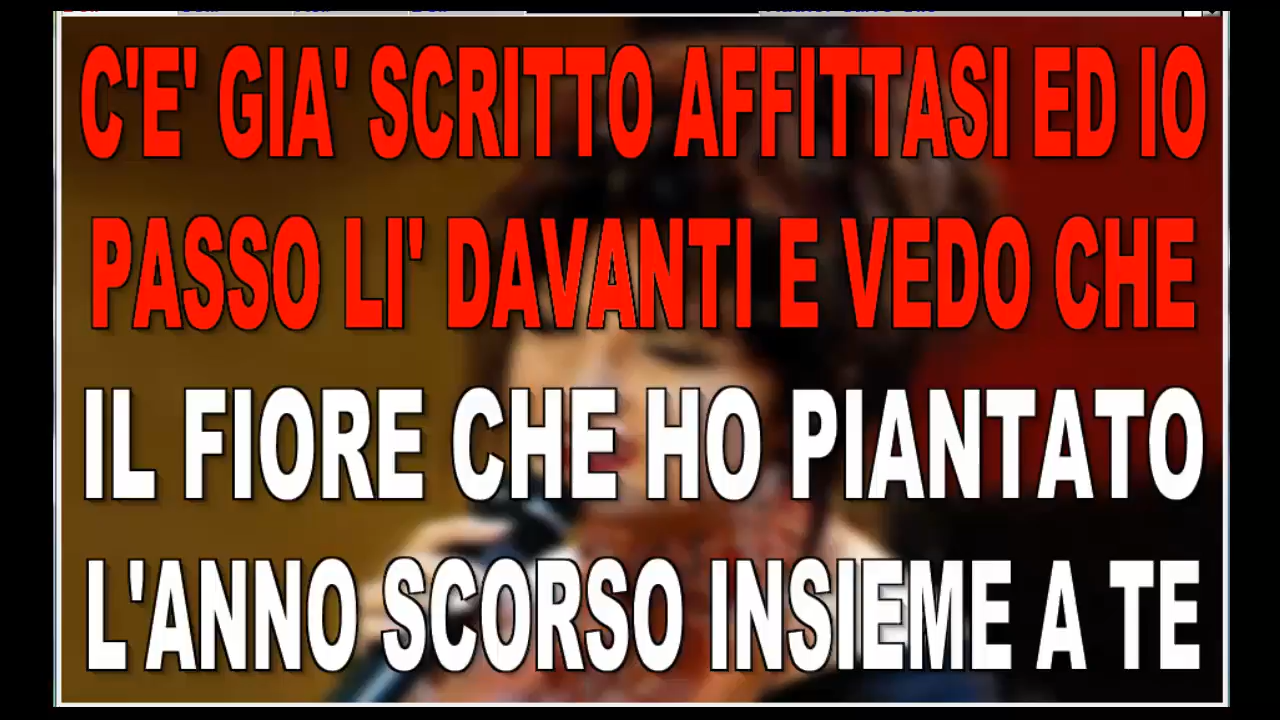 C'E' GIA' SCRITTO AFFITTASI ED IO
PASSO LI' DAVANTI E VEDO CHE
IL FIORE CHE HO PIANTATO
L'ANNO SCORSO INSIEME A TE